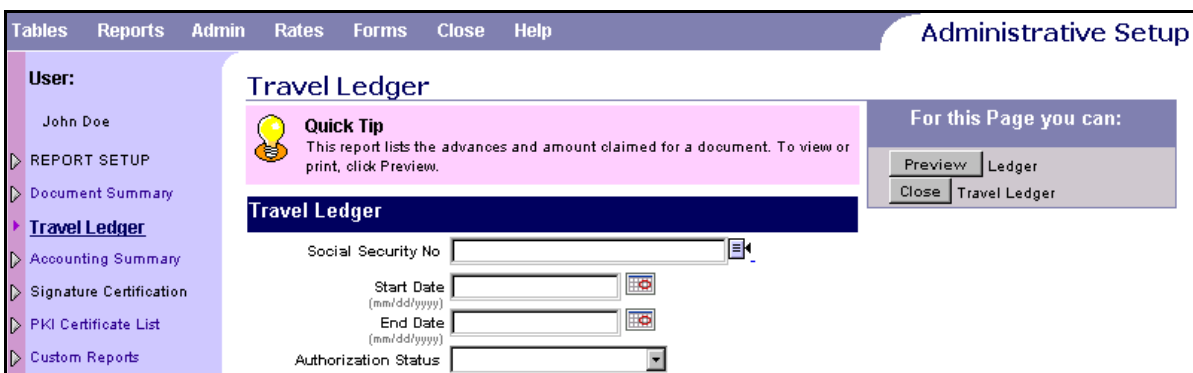 Tables Reports Admin Rates Forms Close Help
Administrative Setup
User:
John Doe
REPORT SETUP
Document Summary
Travel Ledger
Accounting Summary
Signature Certification
PKI Certificate List
Custom Reports
Travel Ledger
Quick Tip
This report lists the advances and amount claimed for a document. To view or
print, click Preview.
Travel Ledger
Social Security No
Start Date
(mm/dd/yyyy)
End Date
(mm/dd/yyyy)
Authorization Status
For this Page you can:
Preview Ledger
Close Travel Ledger